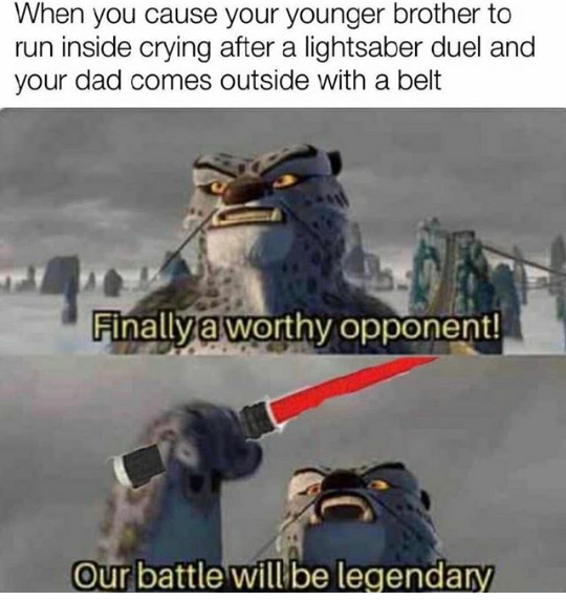 When you cause your younger brother to
run inside crying after a lightsaber duel and
your dad comes outside with a belt
Finally a worthy opponent!
Our battle will be legendary